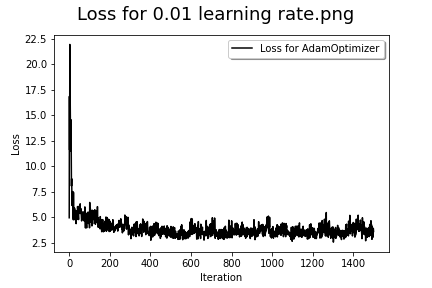 Loss for 0.01 learning rate.png
22.5
20.0
17.5
15.0
12.5
10.0
7.5
5.0
2.5
Loss
Loss for AdamOptimizer
0 200 400 600 800 1000 1200 1400
Iteration